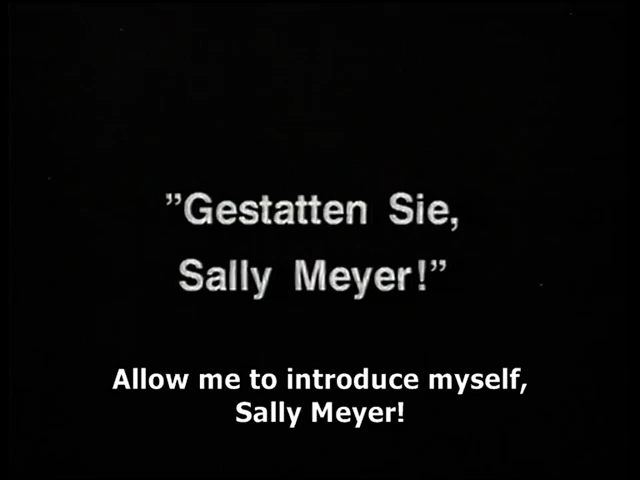 ”Gestatten Sie,
Sally Meyer!”
Allow me to introduce myself,
Sally Meyer!